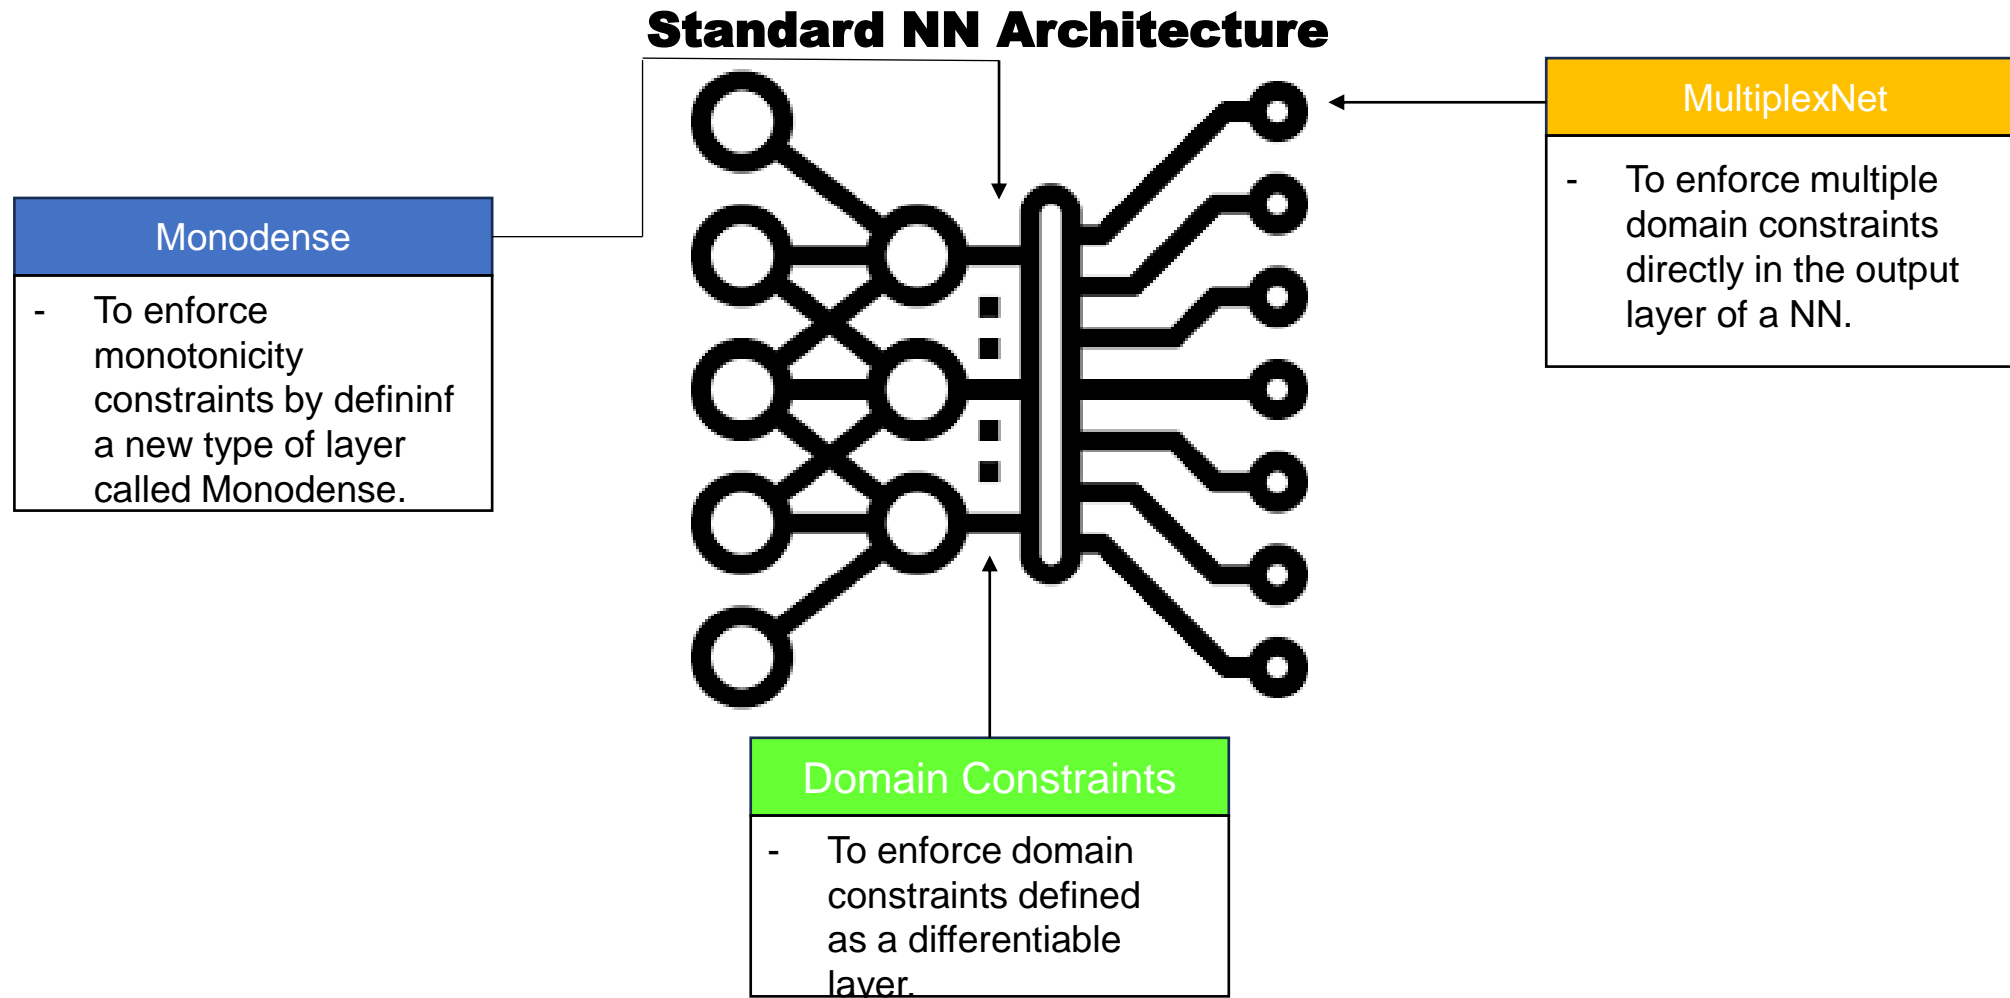 Standard NN Architecture
Monodense
- To enforce
monotonicity
constraints by defininf
a new type of layer
called Monodense.
MultiplexNet
- To enforce multiple
domain constraints
directly in the output
layer of a NN.
Domain Constraints
- To enforce domain
constraints defined
as a differentiable
layer.